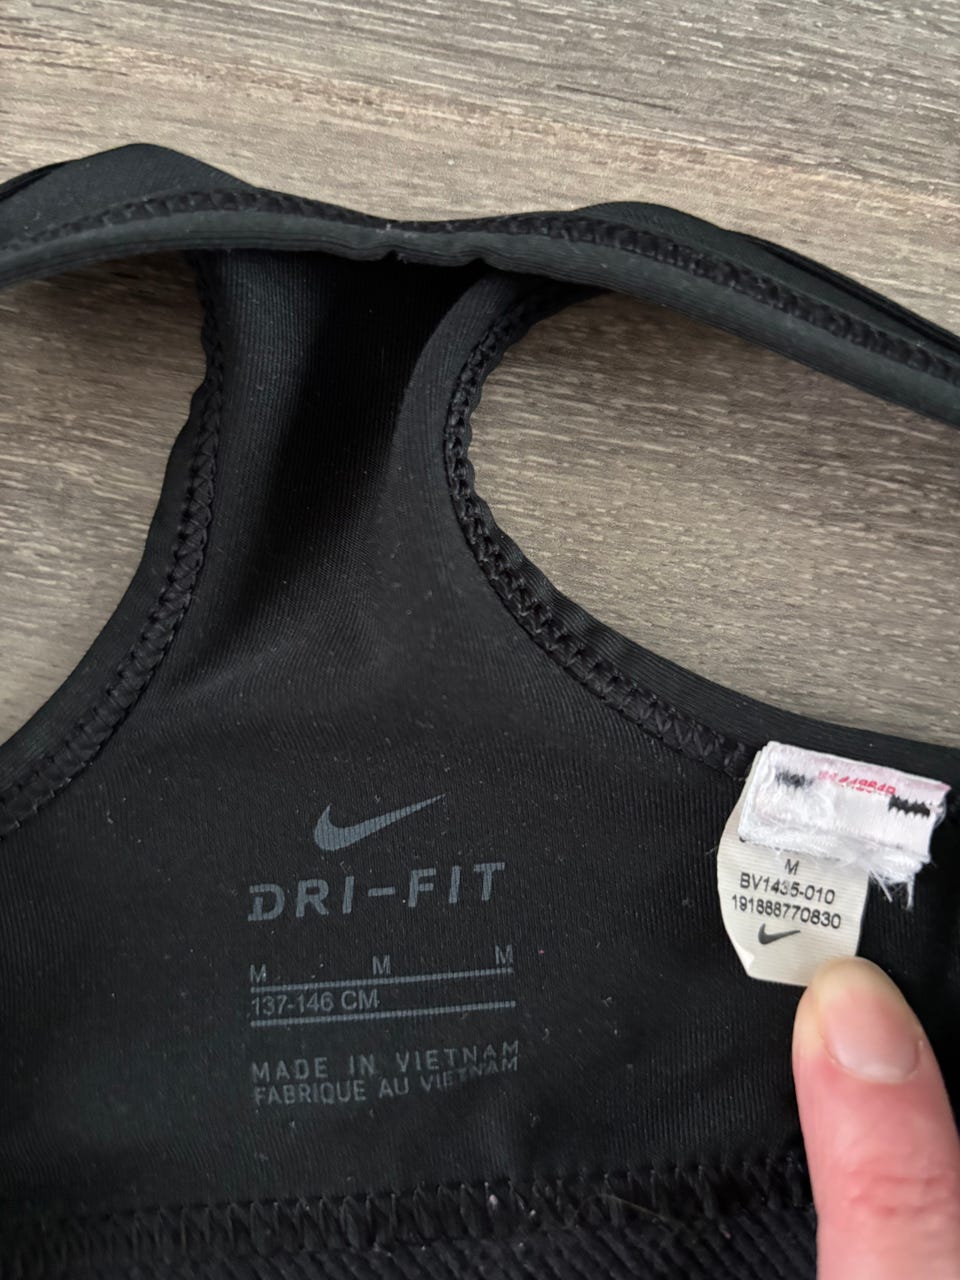 DRI-FIT
M M M
137-146 CM
MADE IN VIETNAM
FABRIQUE AU VIETNAM
M
BV1435-010
191888770830